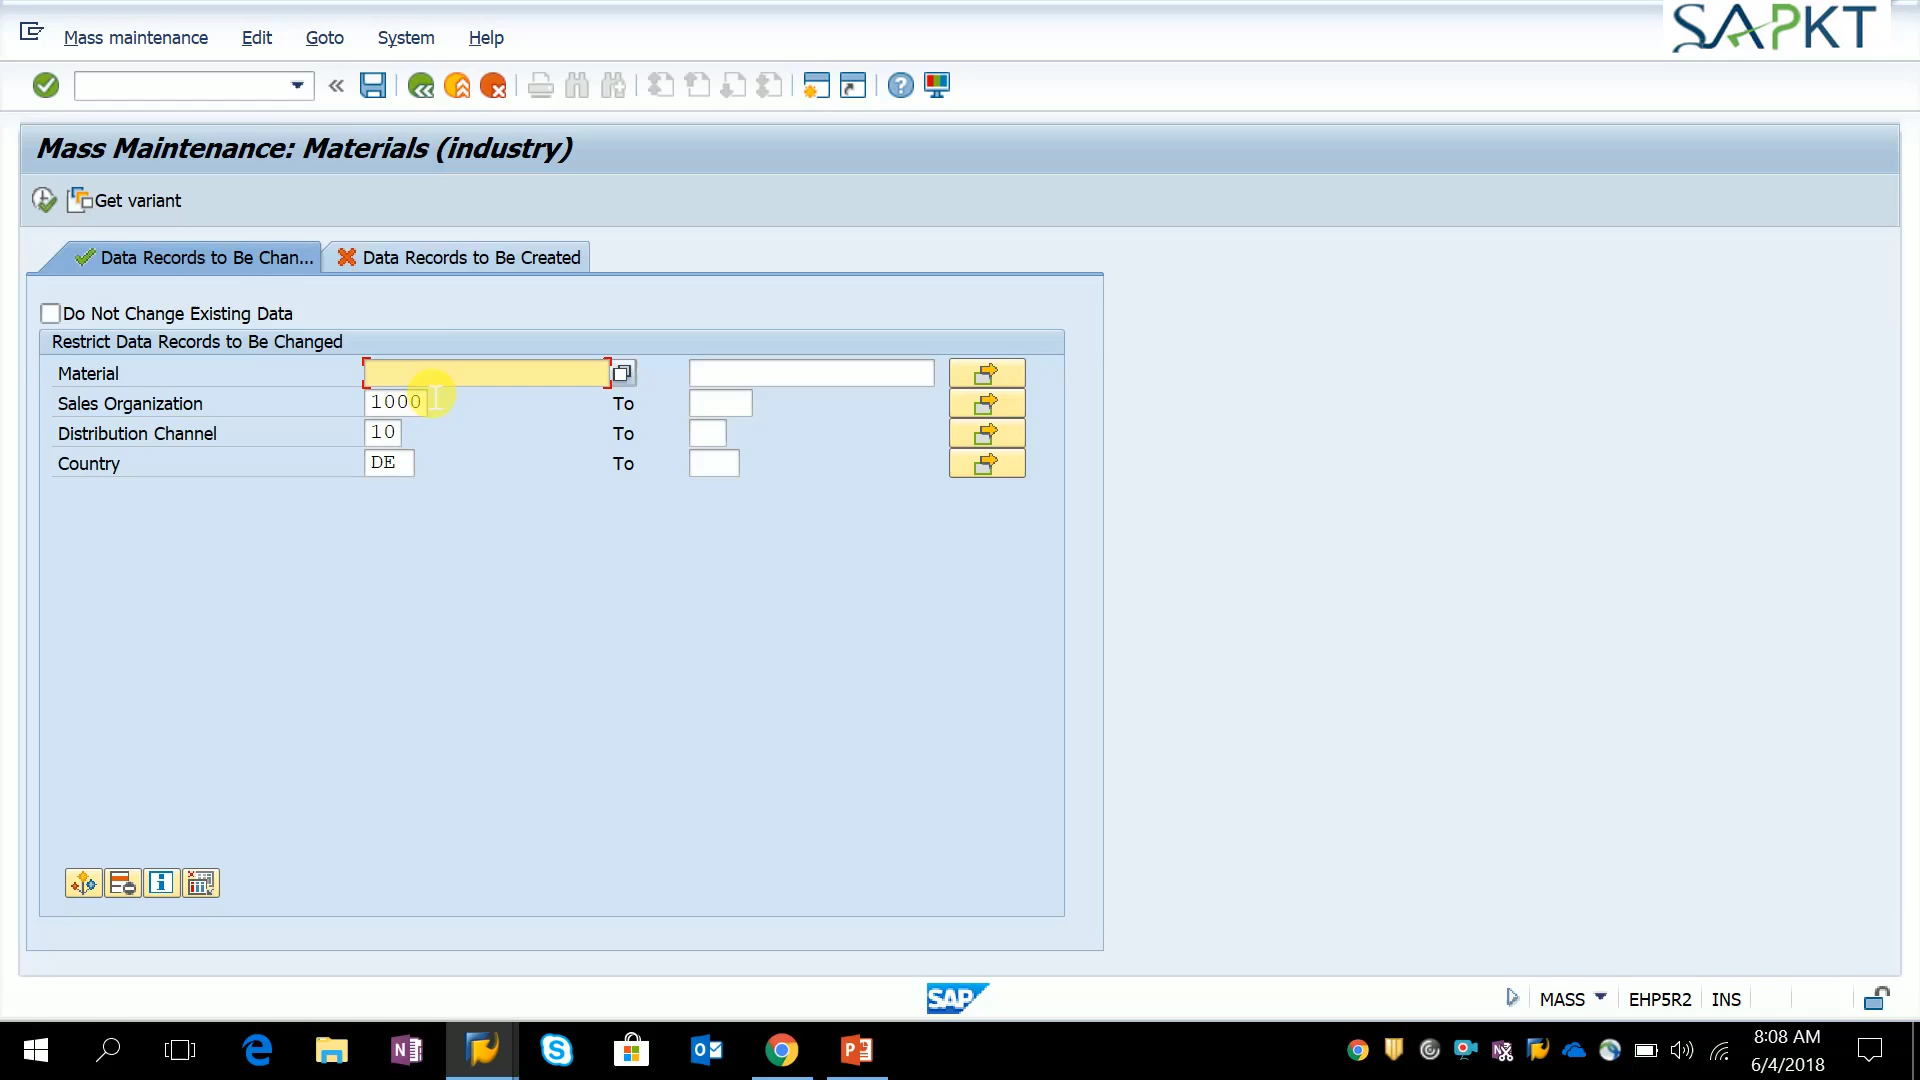 SAPKT
Mass maintenance Edit Goto System Help
Mass Maintenance: Materials (industry)
Get variant
Data Records to Be Chan... Data Records to Be Created
Do Not Change Existing Data
Restrict Data Records to Be Changed
Material
Sales Organization 1000 To
Distribution Channel 10 To
Country DE To
SAP
MASS EHP5R2 INS
8:08 AM
6/4/2018